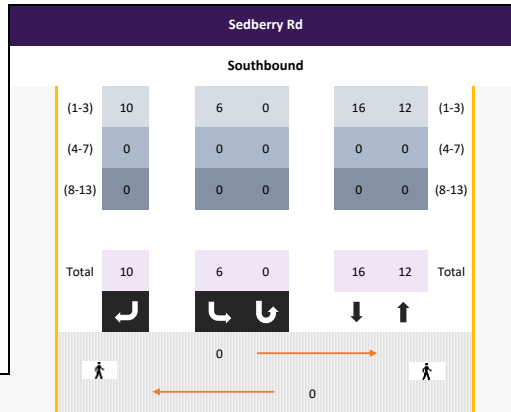 Sedberry Rd
Southbound
(1-3) 10 6 0 16 12 (1-3)
(4-7) 0 0 0 0 0 (4-7)
(8-13) 0 0 0 0 0 (8-13)
Total 10 6 0 16 12 Total
0
0